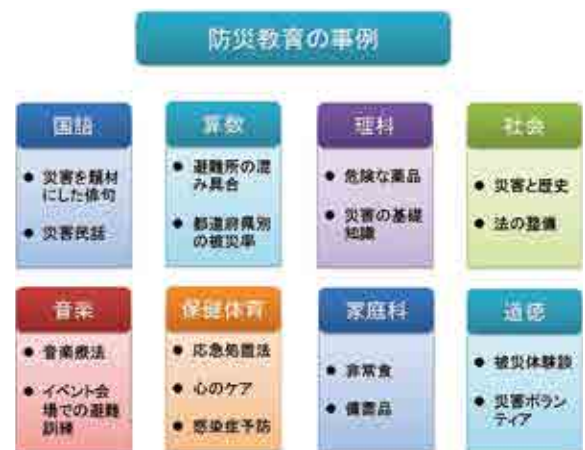 防災教育の事例
国語
● 災害を題材
にした俳句
● 災害民話
算数
● 避難所の混
み具合
● 都道府県別
の被災率
理科
● 危険な薬品
● 災害の基礎
知識
社会
● 災害と歴史
● 法の整備
音楽
● 音楽療法
● イベント会
場での避難
訓練
保健体育
● 応急処置法
● 心のケア
● 感染症予防
家庭科
● 非常食
● 備蓄品
道徳
● 被災体験談
● 災害ボラン
ティア